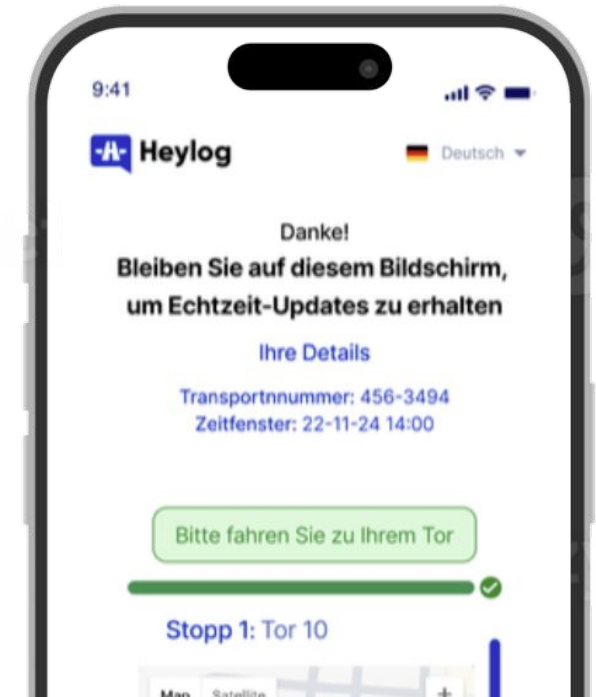 9:41
Heylog
Deutsch
Danke!
Bleiben Sie auf diesem Bildschirm,
um Echtzeit-Updates zu erhalten
Ihre Details
Transportnnummer: 456-3494
Zeitfenster: 22-11-24 14:00
Bitte fahren Sie zu Ihrem Tor
Stopp 1: Tor 10
Map Satellite +